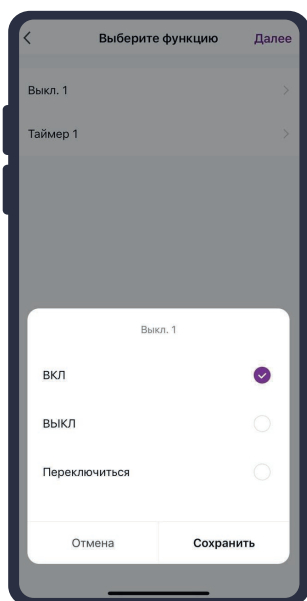 Выберите функцию Далее
Выкл. 1
Таймер 1
Выкл. 1
ВКЛ
ВЫКЛ
Переключиться
Отмена Сохранить